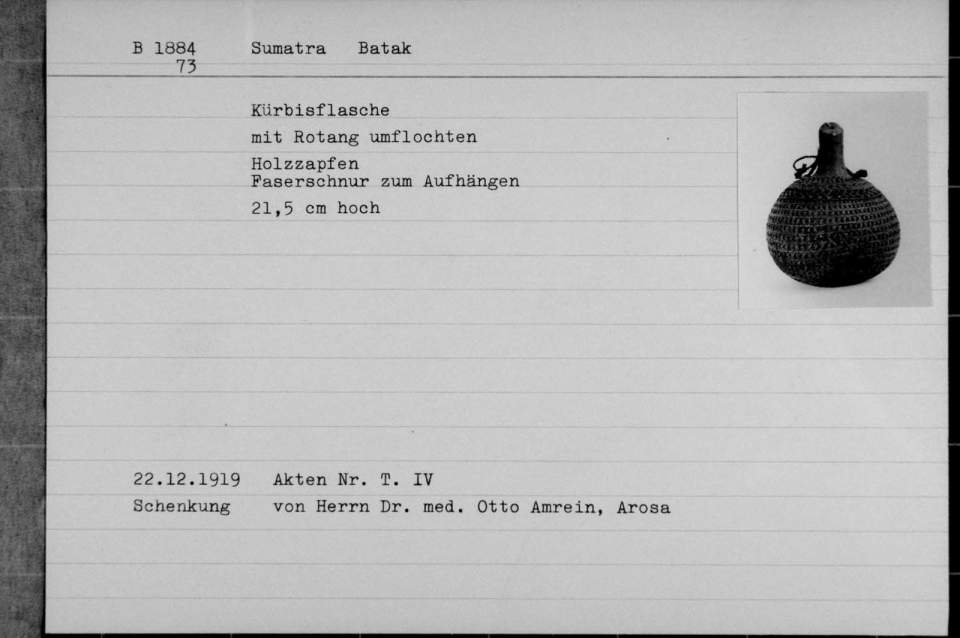 B 1884 Sumatra Batak
73
Kürbisflasche
mit Rotang umflochten
Holzzapfen
Faserschnur zum Aufhängen
21,5 cm hoch
22.12.1919 Akten Nr. T. IV
Schenkung von Herrn Dr. med. Otto Amrein, Arosa